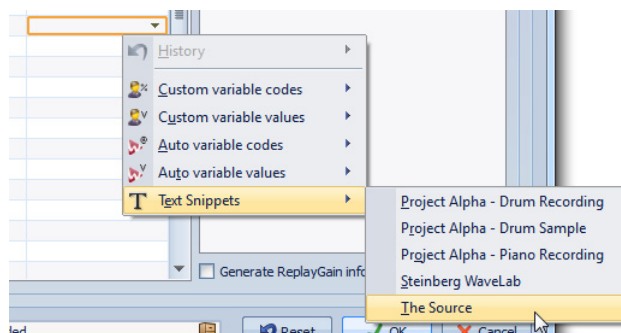 History
Custom variable codes
Custom variable values
Auto variable codes
Auto variable values
Text Snippets
Project Alpha - Drum Recording
Project Alpha - Drum Sample
Project Alpha - Piano Recording
Steinberg WaveLab
The Source
Generate ReplayGain info
Reset
OK
Cancel